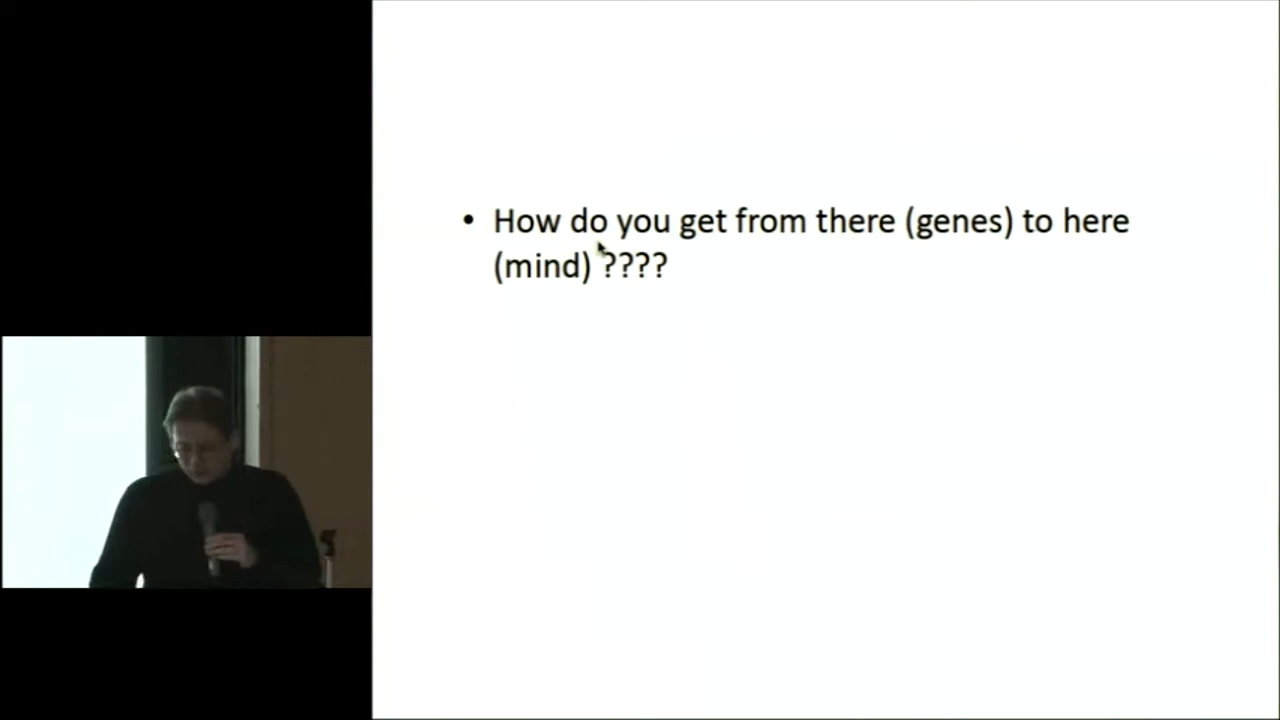 • How do you get from there (genes) to here
(mind) ????